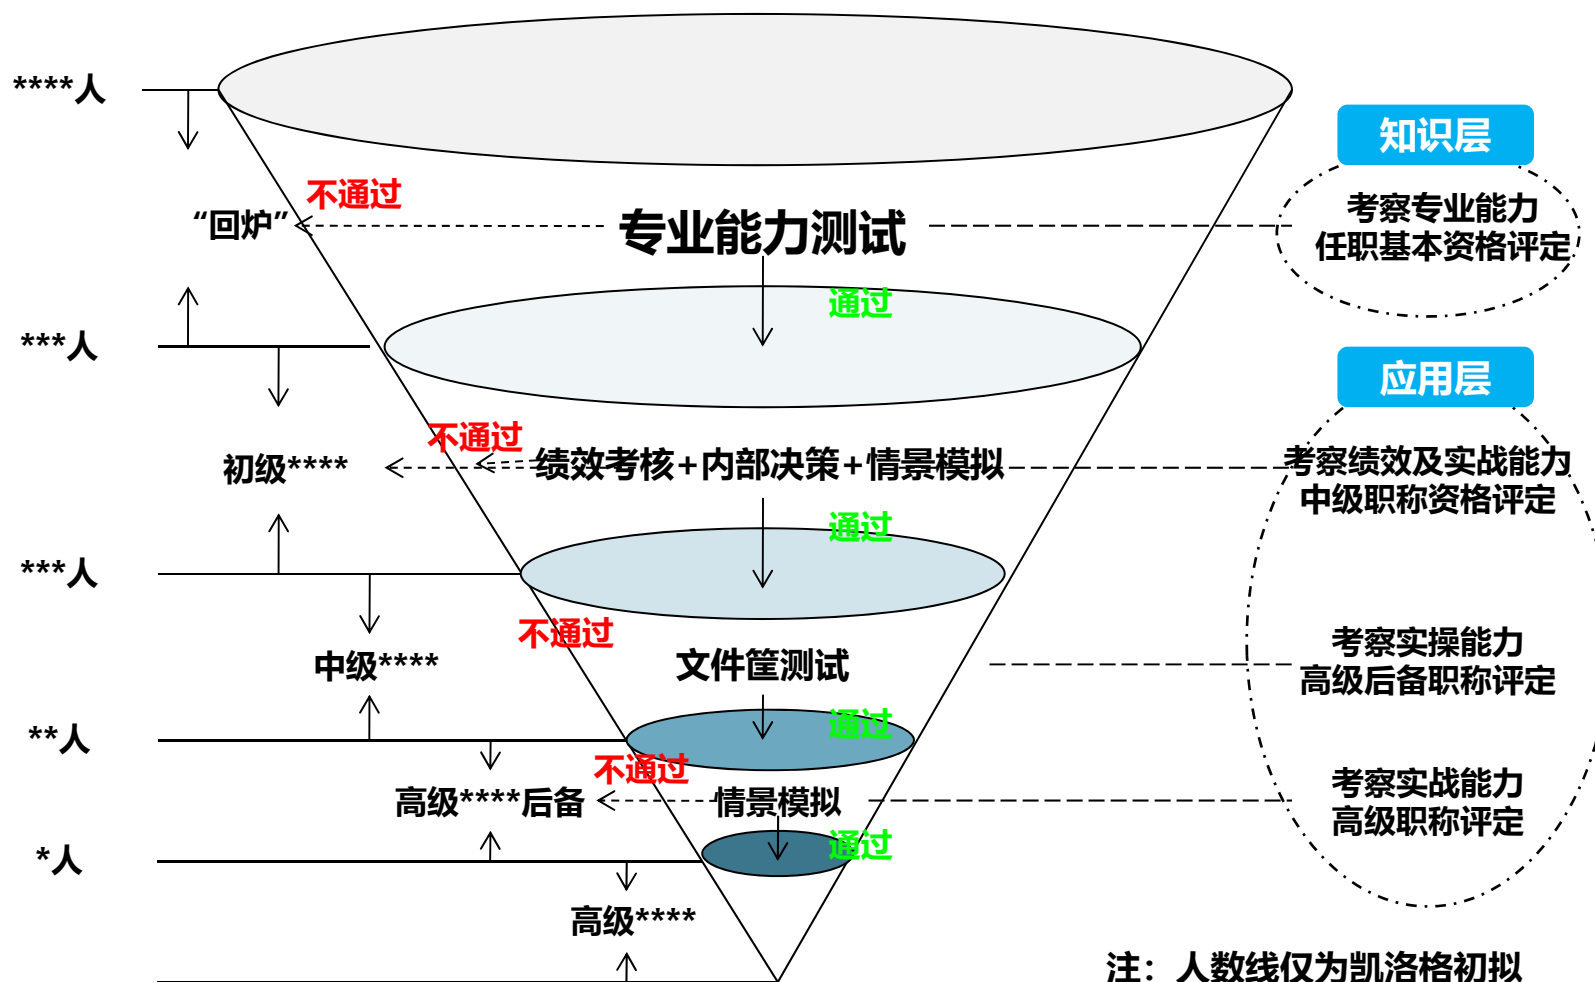 ****人
知识层
不通过
“回炉”
专业能力测试
考察专业能力
任职基本资格评定
通过
***人
应用层
不通过
初级****
绩效考核+内部决策+情景模拟
考察绩效及实战能力
中级职称资格评定
通过
***人
不通过
中级****
文件筐测试
考察实操能力
高级后备职称评定
通过
**人
不通过
高级****后备
情景模拟
考察实战能力
高级职称评定
通过
*人
高级****
注：人数线仅为凯洛格初拟